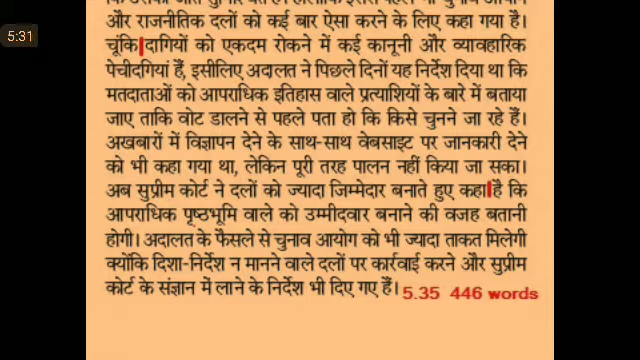 और राजनीतिक दलों को कई बार ऐसा करने के लिए कहा गया है।
5:31
चूंकि दागियों को एकदम रोकने में कई कानूनी और व्यावहारिक
पेचीदगियां हैं, इसीलिए अदालत ने पिछले दिनों यह निर्देश दिया था कि
मतदाताओं को आपराधिक इतिहास वाले प्रत्याशियों के बारे में बताया
जाए ताकि वोट डालने से पहले पता हो कि किसे चुनने जा रहे हैं।
अखबारों में विज्ञापन देने के साथ-साथ वेबसाइट पर जानकारी देने
को भी कहा गया था, लेकिन पूरी तरह पालन नहीं किया जा सका।
अब सुप्रीम कोर्ट ने दलों को ज्यादा जिम्मेदार बनाते हुए कहा है कि
आपराधिक पृष्ठभूमि वाले को उम्मीदवार बनाने की वजह बतानी
होगी। अदालत के फैसले से चुनाव आयोग को भी ज्यादा ताकत मिलेगी
क्योंकि दिशा-निर्देश न मानने वाले दलों पर कार्रवाई करने और सुप्रीम
कोर्ट के संज्ञान में लाने के निर्देश भी दिए गए हैं। 5.35 446 words